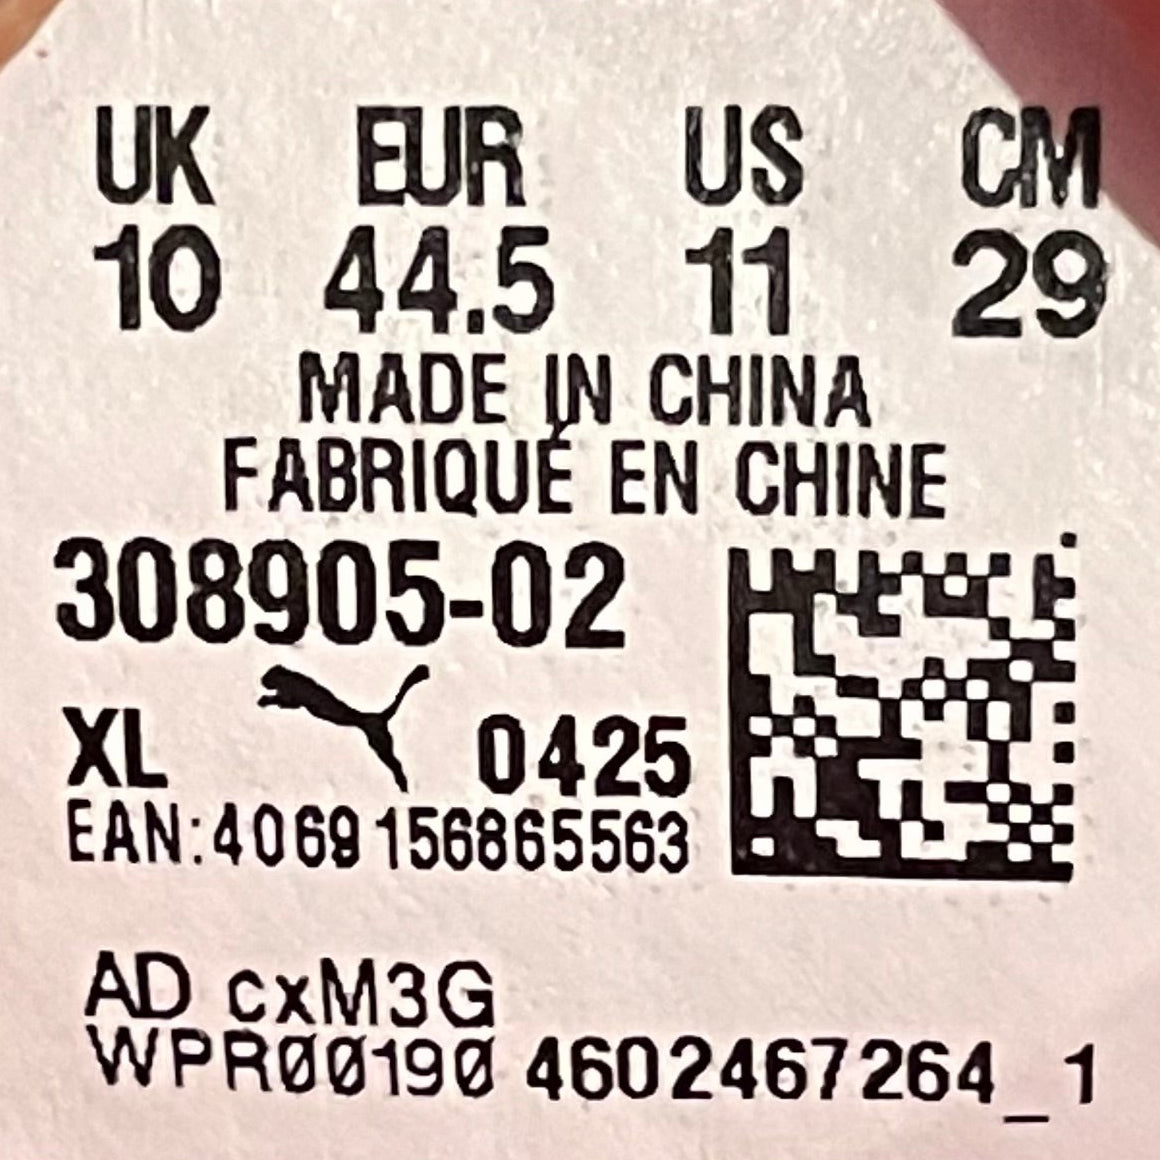 UK EUR US CM
10 44.5 11 29
MADE IN CHINA
FABRIQUÉ EN CHINE
308905-02
XL 0425
EAN:4069156865563
AD cxM3G
WPR00190 4602467264_1